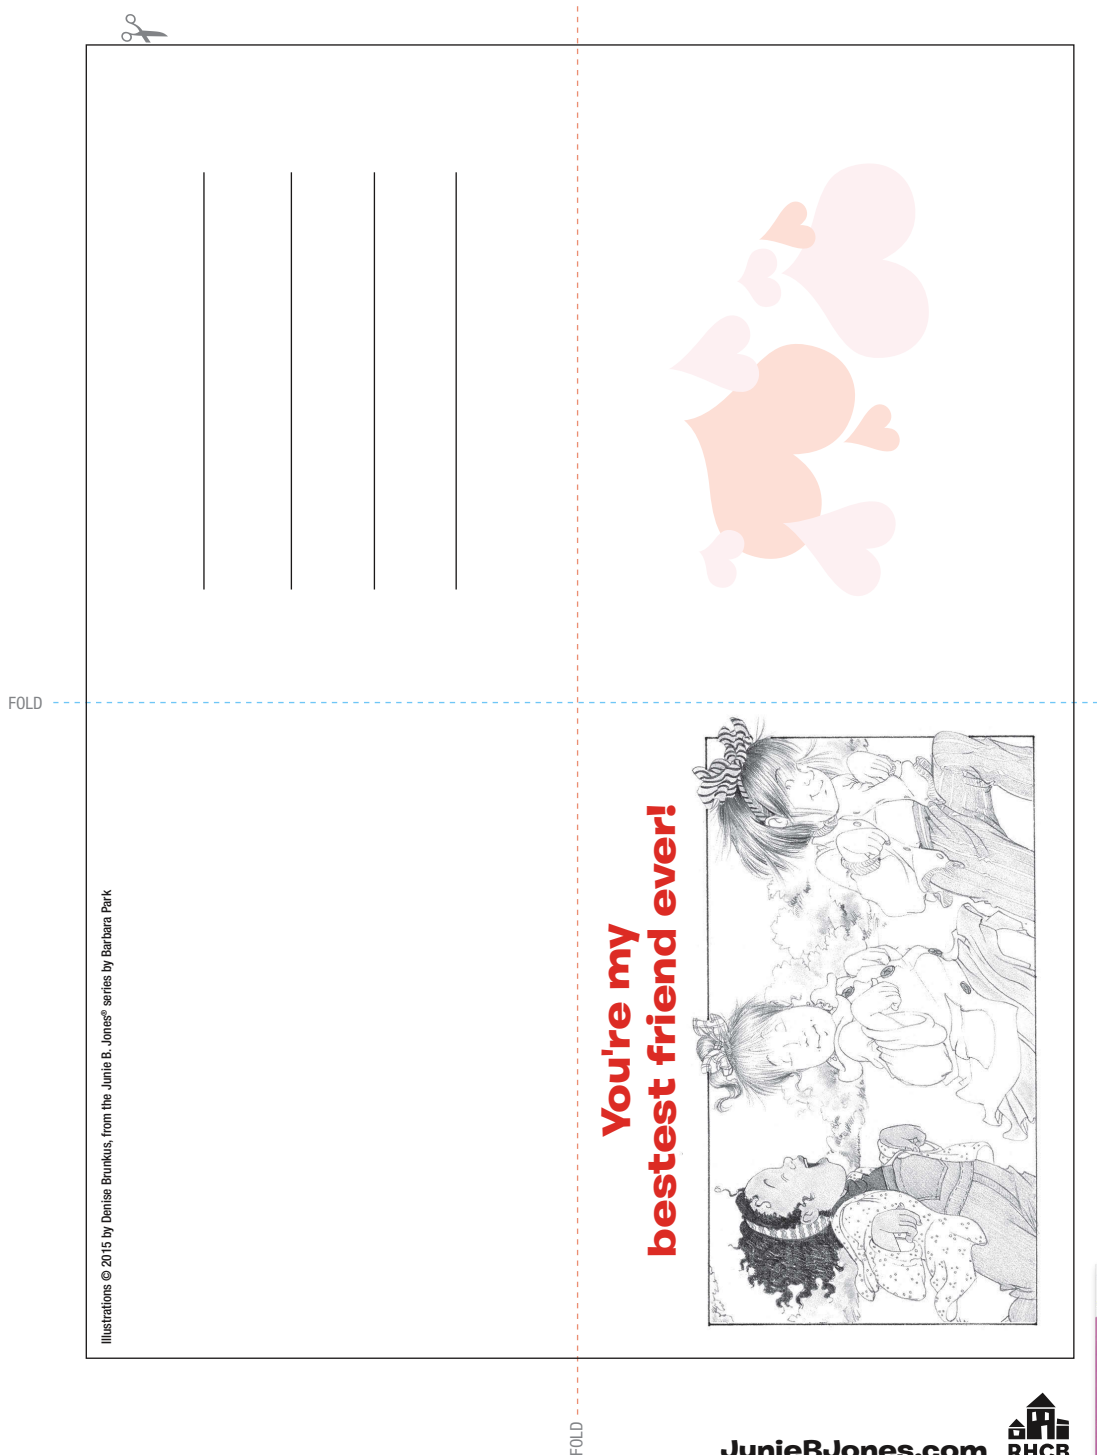 FOLD
You're my
bestest friend ever!
Illustrations © 2015 by Denise Brunkus, from the Junie B. Jones® series by Barbara Park
FOLD
JunieBJones.com
RHCB